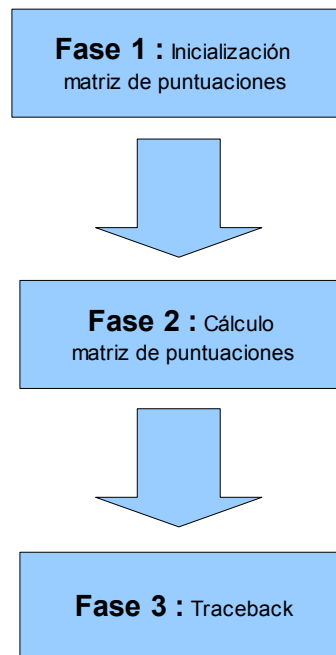 Fase 1 : Inicialización
matriz de puntuaciones
Fase 2 : Cálculo
matriz de puntuaciones
Fase 3 : Traceback